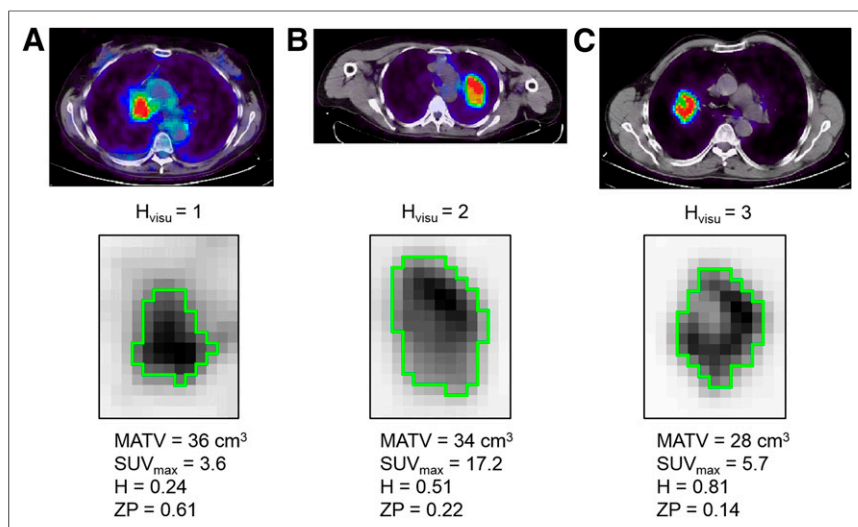 A
B
C
H_visu = 1
H_visu = 2
H_visu = 3
MATV = 36 cm³
SUV_max = 3.6
H = 0.24
ZP = 0.61
MATV = 34 cm³
SUV_max = 17.2
H = 0.51
ZP = 0.22
MATV = 28 cm³
SUV_max = 5.7
H = 0.81
ZP = 0.14